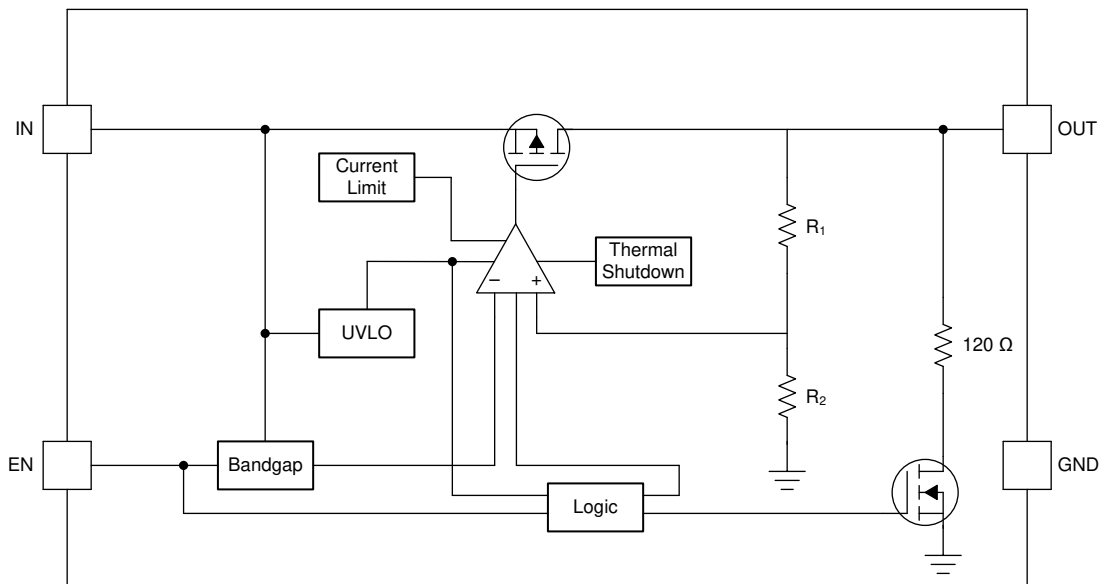 IN
OUT
Current
Limit
R₁
Thermal
Shutdown
− +
UVLO
120 Ω
R₂
EN
Bandgap
GND
Logic